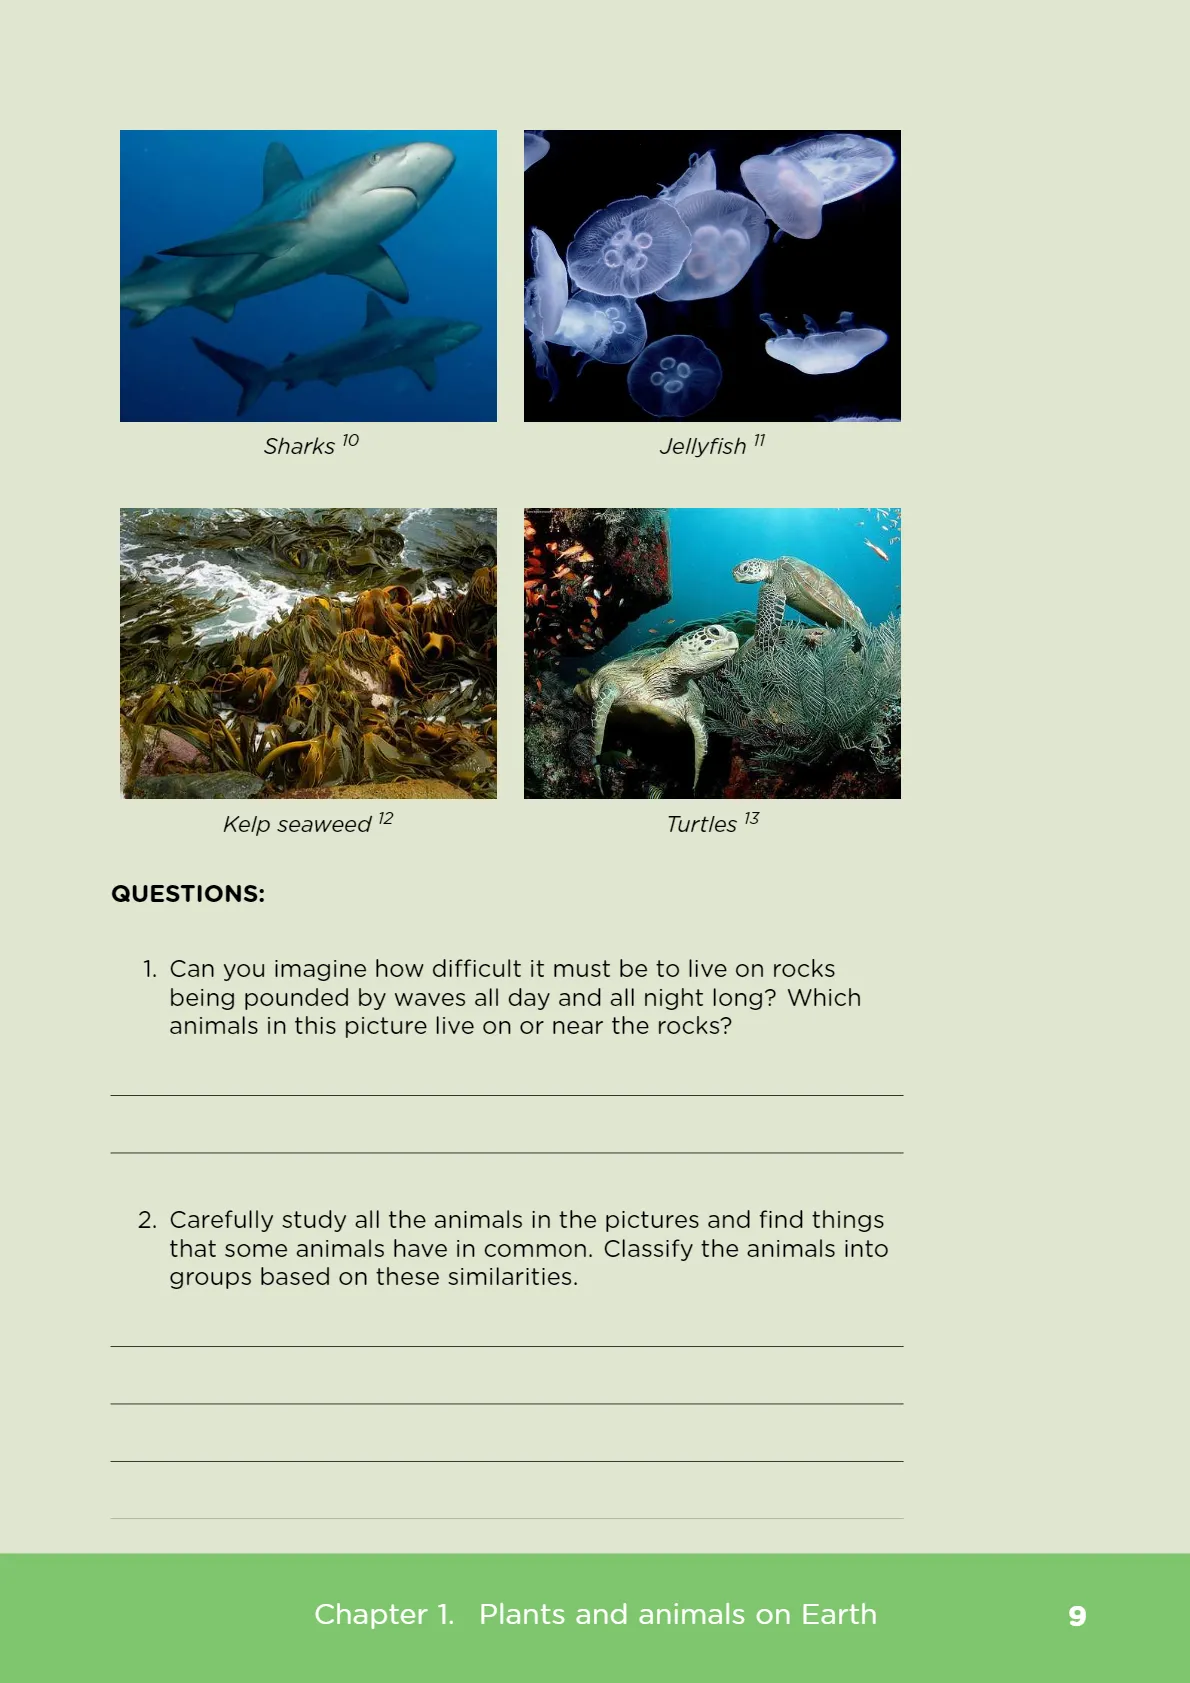 Sharks 10
Jellyfish 11
Kelp seaweed 12
Turtles 13
QUESTIONS:
1. Can you imagine how difficult it must be to live on rocks
being pounded by waves all day and all night long? Which
animals in this picture live on or near the rocks?
2. Carefully study all the animals in the pictures and find things
that some animals have in common. Classify the animals into
groups based on these similarities.
Chapter 1. Plants and animals on Earth
9